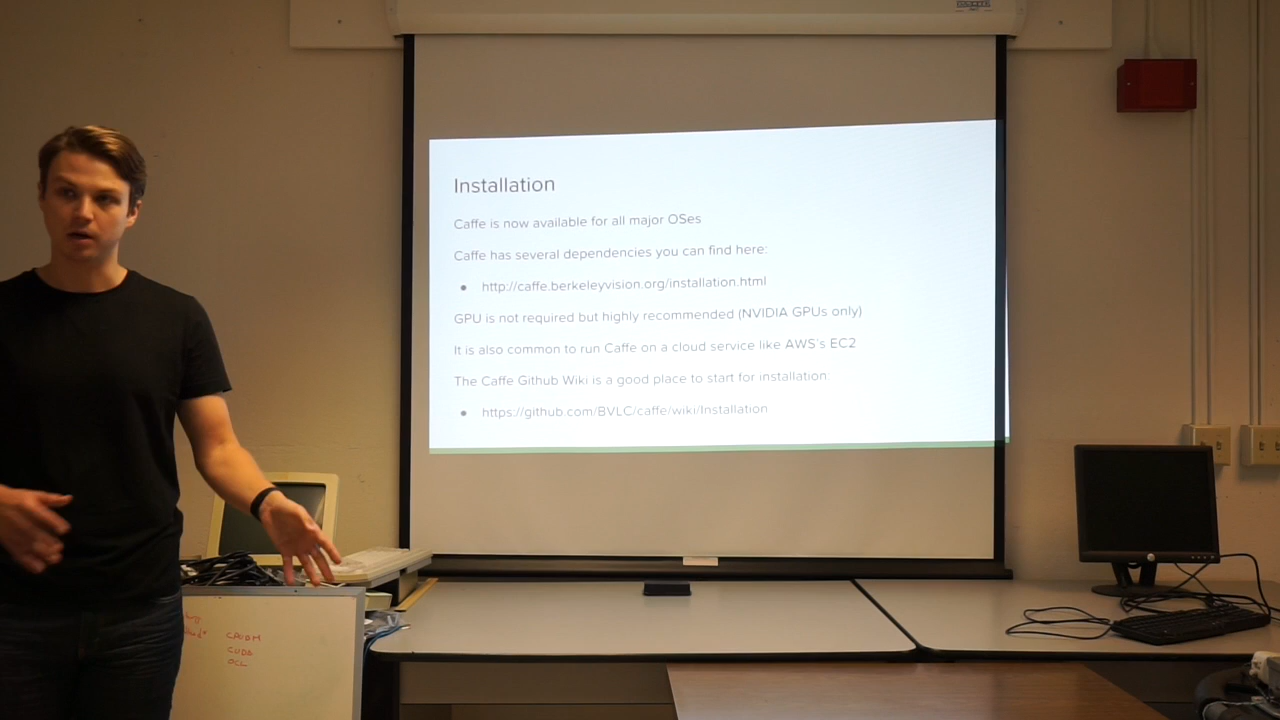 Installation
Caffe is now available for all major OSes
Caffe has several dependencies you can find here:
● http://caffe.berkeleyvision.org/installation.html
GPU is not required but highly recommended (NVIDIA GPUs only)
It is also common to run Caffe on a cloud service like AWS's EC2
The Caffe Github Wiki is a good place to start for installation:
● https://github.com/BVLC/caffe/wiki/Installation
CUDA
OCL